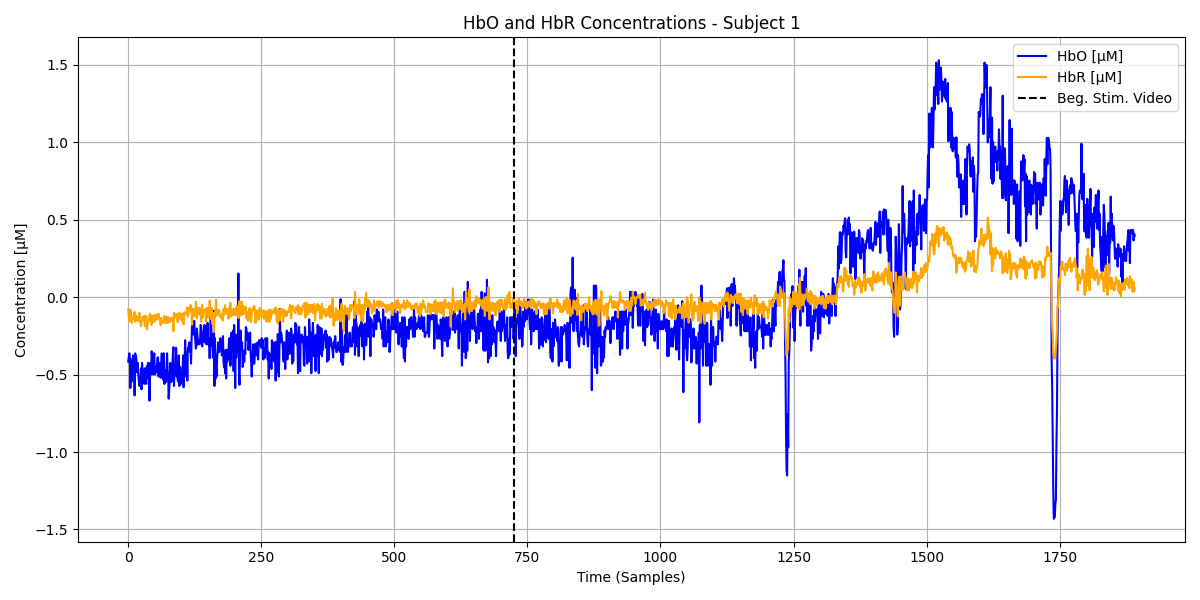 HbO and HbR Concentrations - Subject 1
HbO [μM]
HbR [μM]
Beg. Stim. Video
Concentration [μM]
1.5
1.0
0.5
0.0
−0.5
−1.0
−1.5
0
250
500
750
1000
1250
1500
1750
Time (Samples)